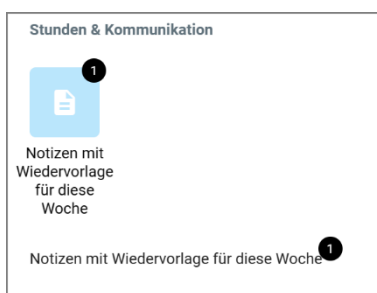 Stunden & Kommunikation
1
Notizen mit
Wiedervorlage
für diese
Woche
Notizen mit Wiedervorlage für diese Woche 1